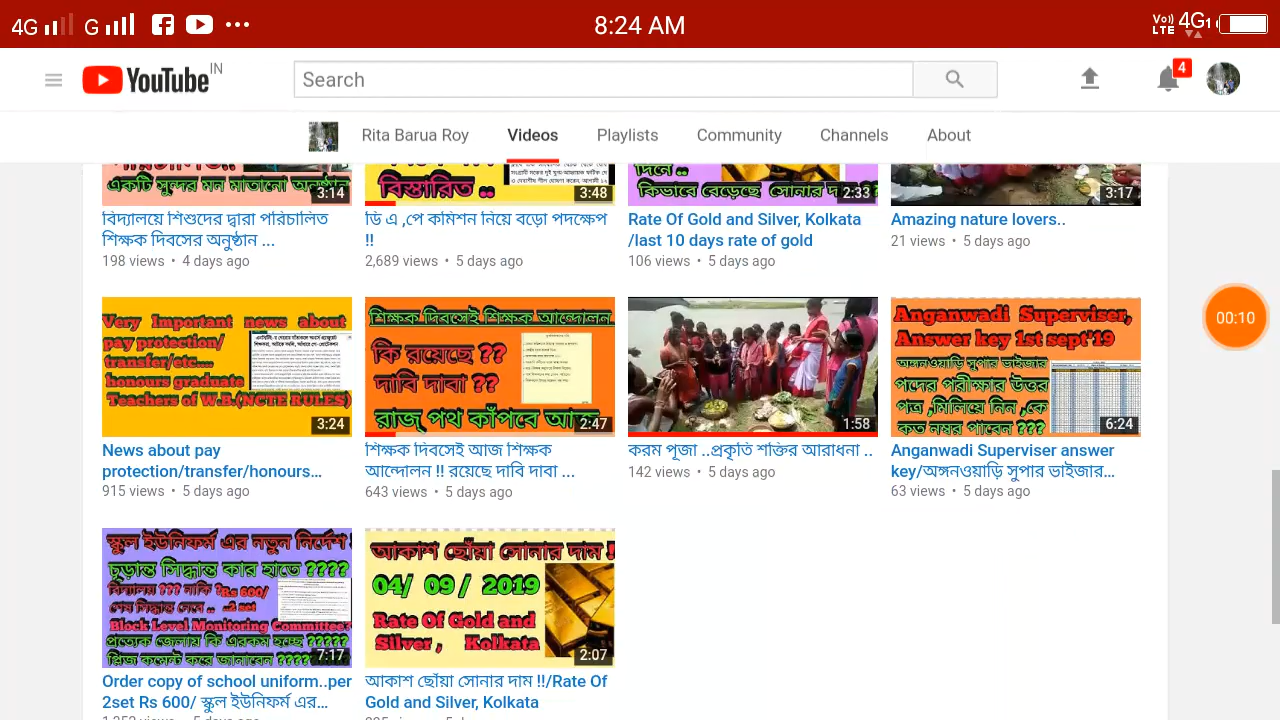 4G G 8:24 AM Vo)) LTE 4G
YouTube IN Search 4
Rita Barua Roy Videos Playlists Community Channels About
একটি সুন্দর মন মাতানো অনুষ্ঠান
3:14
বিস্তারিত ..
3:48
দিনে ..
কিভাবে বেড়েছে সোনার দাম
2:33
3:17
বিদ্যালয়ে শিশুদের দ্বারা পরিচালিত
শিক্ষক দিবসের অনুষ্ঠান ...
198 views • 4 days ago
ডি এ ,পে কমিশন নিয়ে বড়ো পদক্ষেপ
!!
2,689 views • 5 days ago
Rate Of Gold and Silver, Kolkata
/last 10 days rate of gold
106 views • 5 days ago
Amazing nature lovers..
21 views • 5 days ago
00:10
Very Important news about
pay protection/
transfer/etc....
honours graduate
Teachers of W.B.(NCTE RULES)
3:24
শিক্ষক দিবসেই শিক্ষক আন্দোলন
কি রয়েছে ??
দাবি দাবা ??
রাজ পথ কাঁপবে আজ
2:47
1:58
Anganwadi Superviser,
Answer key 1st sept'19
অঙ্গনওয়াড়ি সুপার ভাইজার
পদের পরীক্ষার উত্তর
পত্র ,মিলিয়ে নিন ,কে
কত নম্বর পাবেন ??
6:24
News about pay
protection/transfer/honours...
915 views • 5 days ago
শিক্ষক দিবসেই আজ শিক্ষক
আন্দোলন !! রয়েছে দাবি দাবা ...
643 views • 5 days ago
করম পূজা ..প্রকৃতি শক্তির আরাধনা ..
142 views • 5 days ago
Anganwadi Superviser answer
key/অঙ্গনওয়াড়ি সুপার ভাইজার...
63 views • 5 days ago
স্কুল ইউনিফর্ম এর নতুন নির্দেশ !
চূড়ান্ত সিদ্ধান্ত কার হাতে ????
বিদ্যালয় ??? নাকি ?Rs 600/
Block Level Monitoring Committee?
প্রত্যেক জেলায় কি এরকম হচ্ছে ?????
প্লিজ কমেন্ট করে জানাবেন ????
7:17
আকাশ ছোঁয়া সোনার দাম !!
04/ 09 / 2019
Rate Of Gold and
Silver , Kolkata
2:07
Order copy of school uniform..per
2set Rs 600/ স্কুল ইউনিফর্ম এর...
আকাশ ছোঁয়া সোনার দাম !!/Rate Of
Gold and Silver, Kolkata